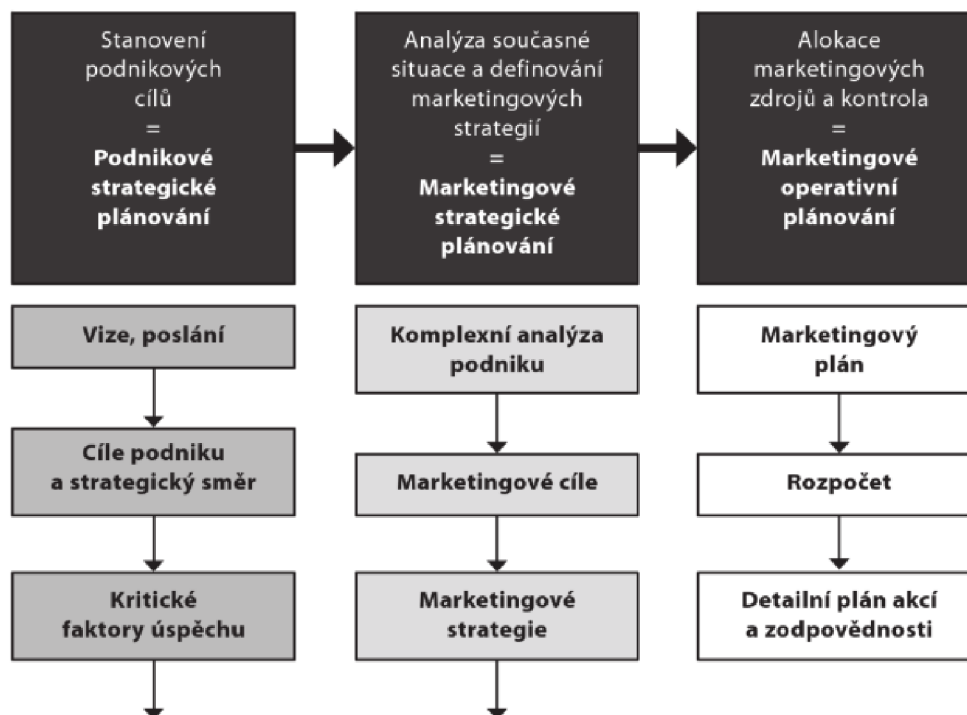 Stanovení
podnikových
cílů
=
Podnikové
strategické
plánování
Analýza současné
situace a definování
marketingových
strategií
=
Marketingové
strategické
plánování
Alokace
marketingových
zdrojů a kontrola
=
Marketingové
operativní
plánování
Vize, poslání
Cíle podniku
a strategický směr
Kritické
faktory úspěchu
Komplexní analýza
podniku
Marketingové cíle
Marketingové
strategie
Marketingový
plán
Rozpočet
Detailní plán akcí
a zodpovědnosti